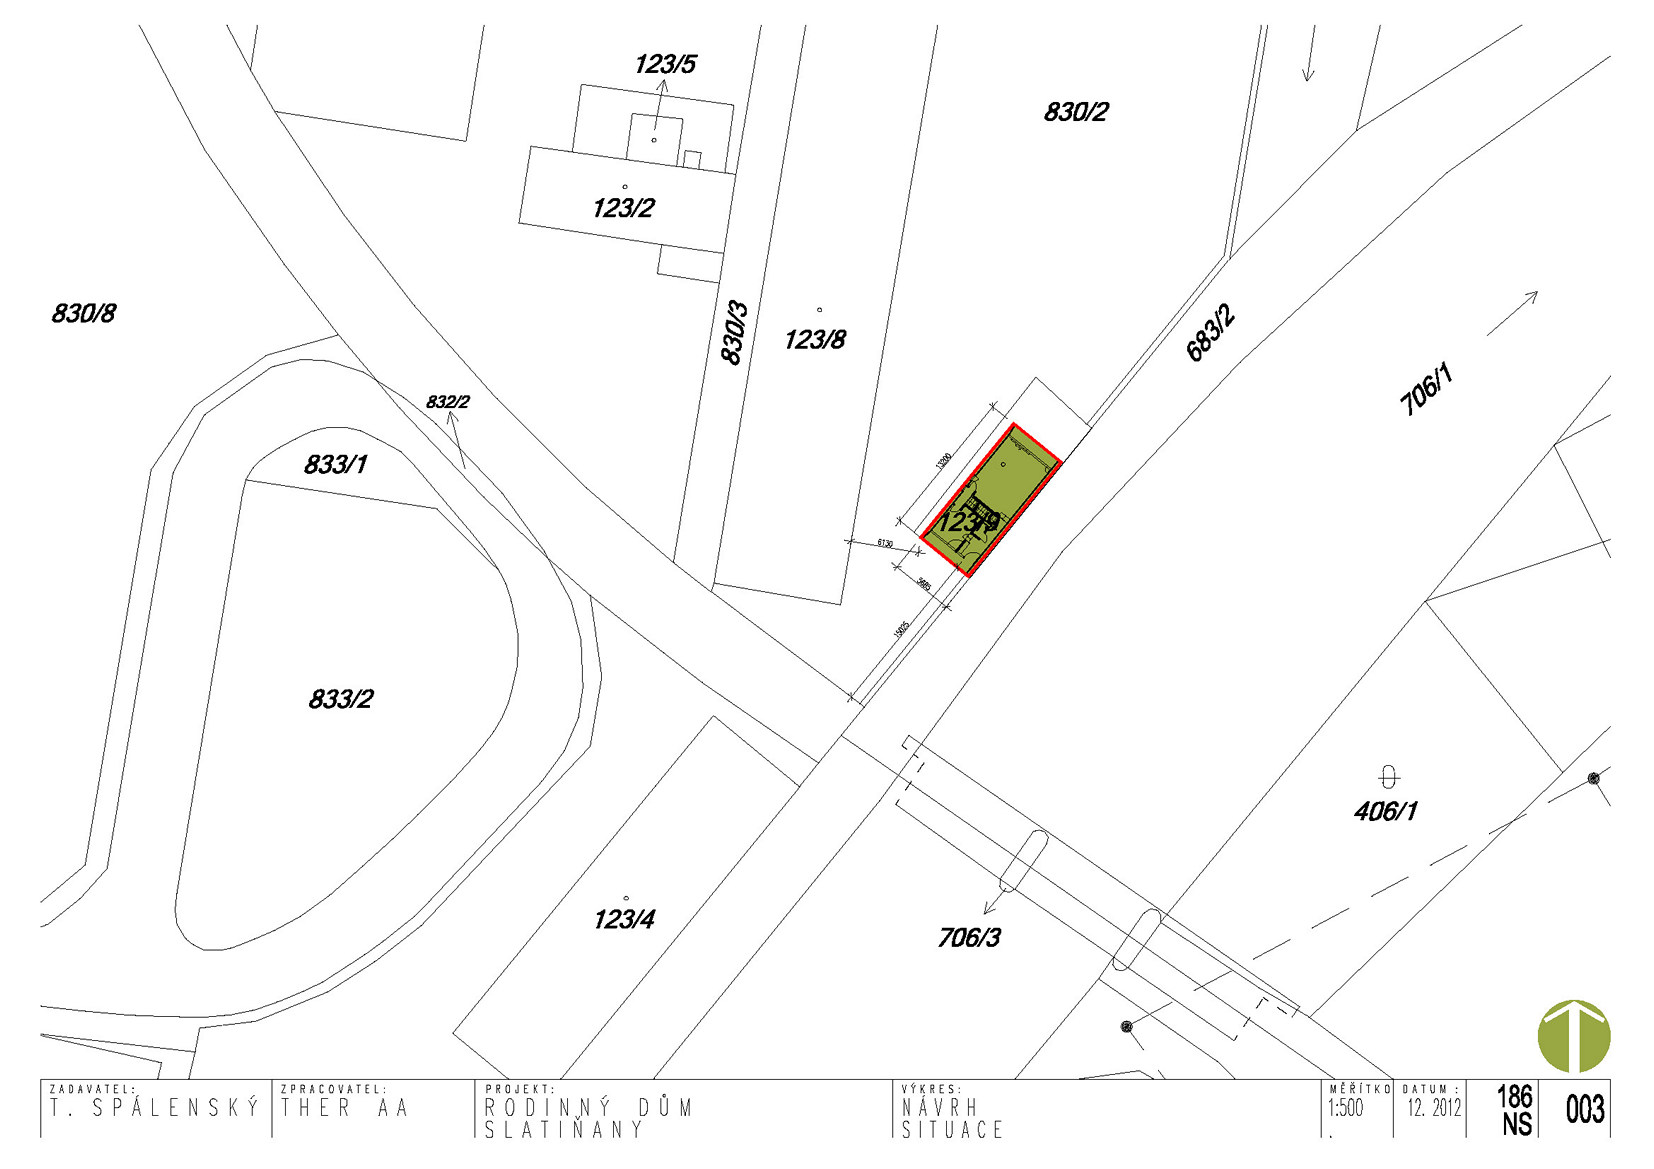 123/5
830/2
123/2
830/8
830/3
123/8
683/2
706/1
832/2
833/1
13200
123/9
6130
5685
15025
833/2
406/1
123/4
706/3
ZADAVATEL:
T. SPÁLENSKÝ
ZPRACOVATEL:
THER AA
PROJEKT:
RODINNÝ DŮM
SLATIŇANY
VÝKRES:
NÁVRH
SITUACE
MĚŘÍTKO
1:500
DATUM :
12. 2012
186
NS
003